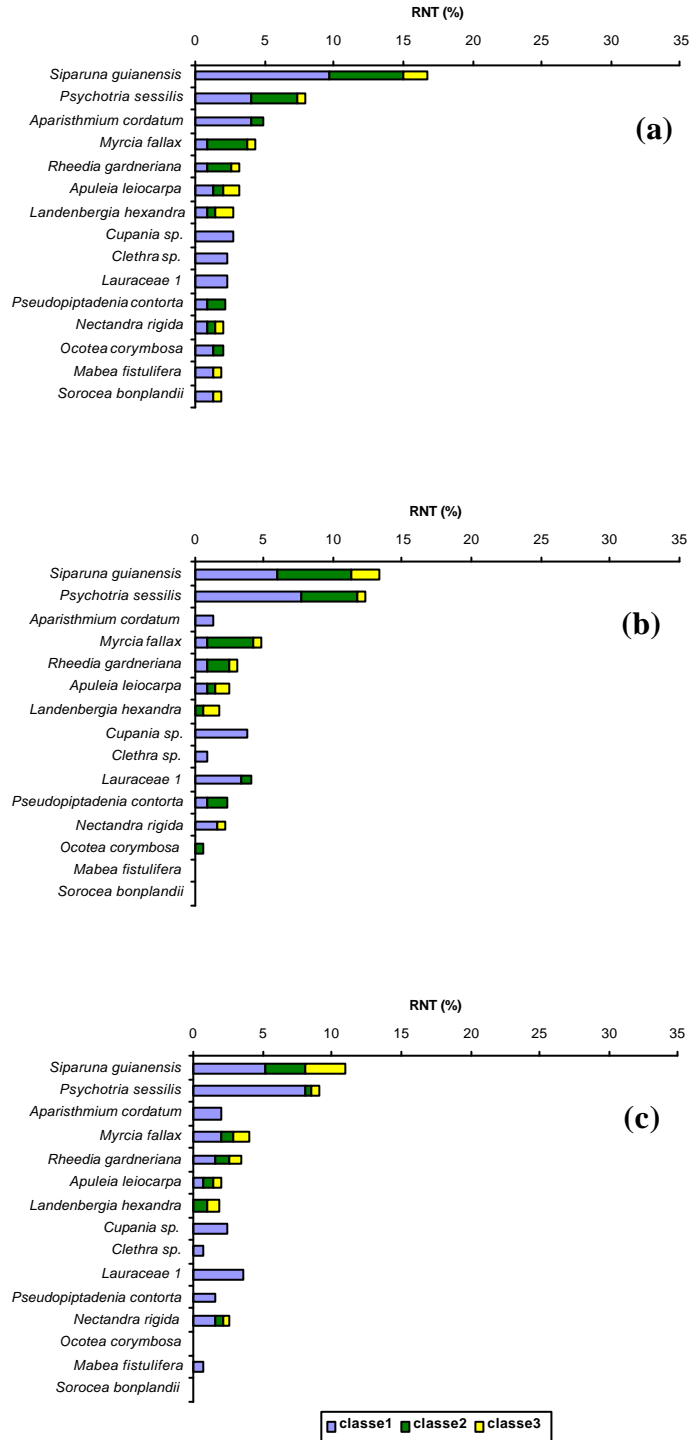 RNT (%)
0 5 10 15 20 25 30 35
Siparuna guianensis
Psychotria sessilis
Aparisthmium cordatum
(a)
Myrcia fallax
Rheedia gardneriana
Apuleia leiocarpa
Landenbergia hexandra
Cupania sp.
Clethra sp.
Lauraceae 1
Pseudopiptadenia contorta
Nectandra rigida
Ocotea corymbosa
Mabea fistulifera
Sorocea bonplandii
RNT (%)
0 5 10 15 20 25 30 35
Siparuna guianensis
Psychotria sessilis
Aparisthmium cordatum
(b)
Myrcia fallax
Rheedia gardneriana
Apuleia leiocarpa
Landenbergia hexandra
Cupania sp.
Clethra sp.
Lauraceae 1
Pseudopiptadenia contorta
Nectandra rigida
Ocotea corymbosa
Mabea fistulifera
Sorocea bonplandii
RNT (%)
0 5 10 15 20 25 30 35
Siparuna guianensis
Psychotria sessilis
Aparisthmium cordatum
(c)
Myrcia fallax
Rheedia gardneriana
Apuleia leiocarpa
Landenbergia hexandra
Cupania sp.
Clethra sp.
Lauraceae 1
Pseudopiptadenia contorta
Nectandra rigida
Ocotea corymbosa
Mabea fistulifera
Sorocea bonplandii
classe1 classe2 classe3